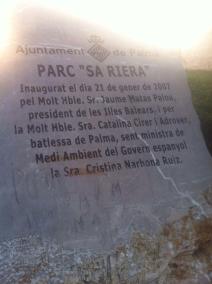 Ajuntament de Palma
PARC "SA RIERA"
Inaugurat el dia 21 de gener de 2007
pel Molt Hble. Sr. Jaume Matas Palou,
president de les Illes Balears, i per
la Molt Hble. Sra. Catalina Cirer i Adrover,
batlessa de Palma, sent ministra de
Medi Ambient del Govern espanyol
la Sra. Cristina Narbona Ruiz.